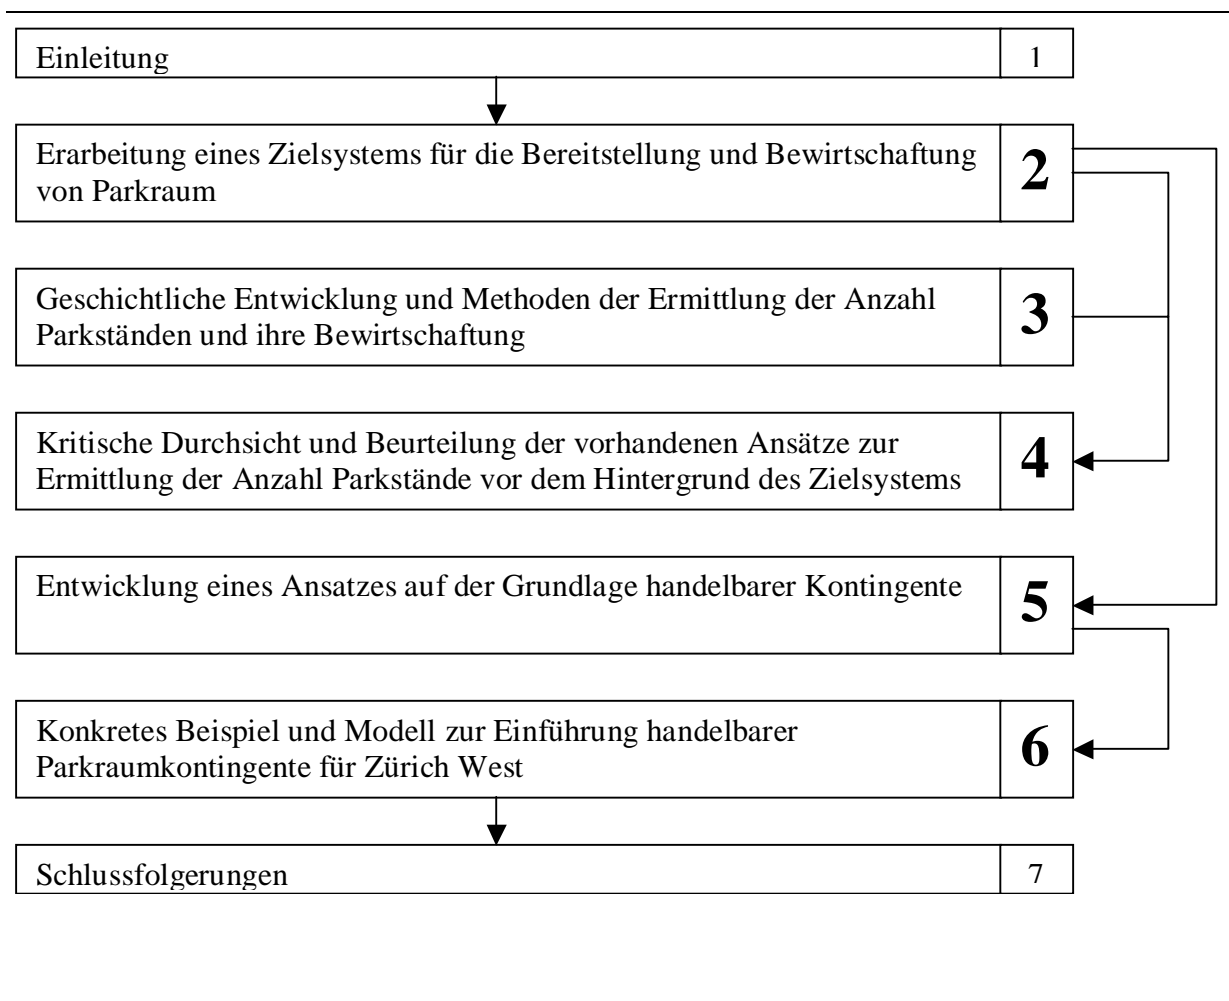 Einleitung 1
Erarbeitung eines Zielsystems für die Bereitstellung und Bewirtschaftung
von Parkraum
2
Geschichtliche Entwicklung und Methoden der Ermittlung der Anzahl
Parkständen und ihre Bewirtschaftung
3
Kritische Durchsicht und Beurteilung der vorhandenen Ansätze zur
Ermittlung der Anzahl Parkstände vor dem Hintergrund des Zielsystems
4
Entwicklung eines Ansatzes auf der Grundlage handelbarer Kontingente
5
Konkretes Beispiel und Modell zur Einführung handelbarer
Parkraumkontingente für Zürich West
6
Schlussfolgerungen 7